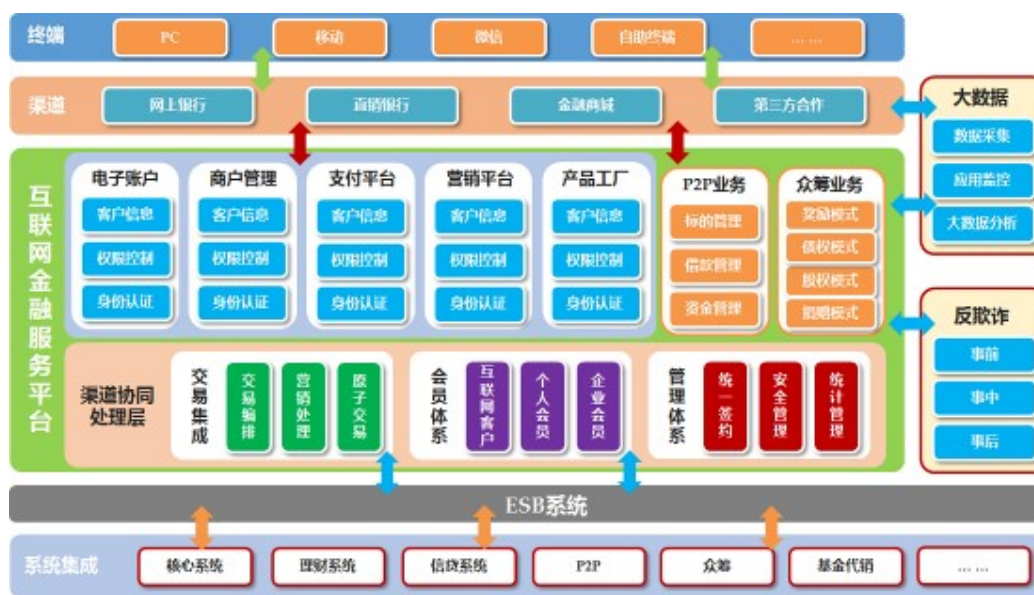 终端
PC
移动
微信
自助终端
... ...
渠道
网上银行
直销银行
金融商城
第三方合作
大数据
数据采集
应用监控
大数据分析
互联网金融服务平台
电子账户
客户信息
权限控制
身份认证
商户管理
客户信息
权限控制
身份认证
支付平台
客户信息
权限控制
身份认证
营销平台
客户信息
权限控制
身份认证
产品工厂
客户信息
权限控制
身份认证
P2P业务
标的管理
借款管理
资金管理
众筹业务
奖励模式
债权模式
股权模式
捐赠模式
反欺诈
事前
事中
事后
渠道协同
处理层
交易集成
交易编排
营销处理
原子交易
会员体系
互联网客户
个人会员
企业会员
管理体系
统一签约
安全管理
统计管理
ESB系统
系统集成
核心系统
理财系统
信贷系统
P2P
众筹
基金代销
... ...